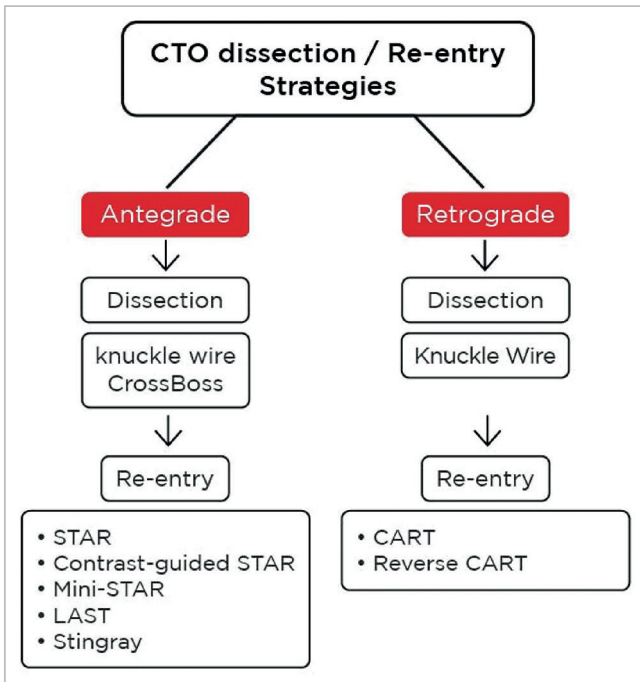 CTO dissection / Re-entry
Strategies
Antegrade
Dissection
knuckle wire
CrossBoss
Re-entry
• STAR
• Contrast-guided STAR
• Mini-STAR
• LAST
• Stingray
Retrograde
Dissection
Knuckle Wire
Re-entry
• CART
• Reverse CART